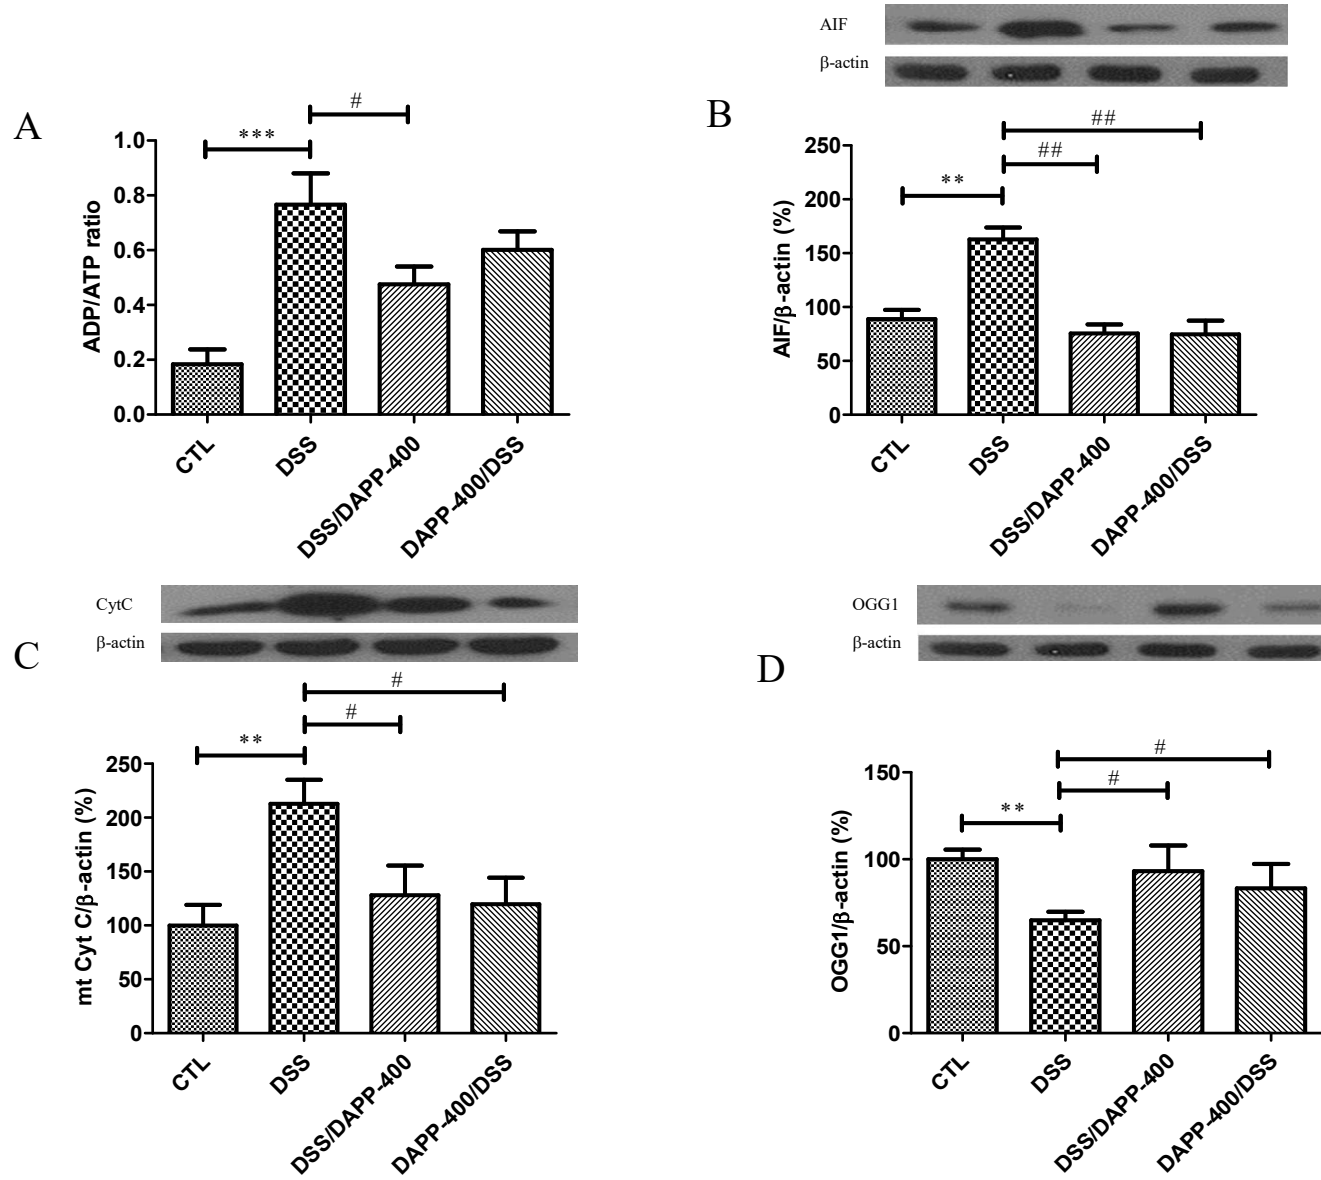 A
#
***
1.0
0.8
0.6
0.4
0.2
0.0
ADP/ATP ratio
CTL
DSS
DSS/DAPP-400
DAPP-400/DSS
AIF
β-actin
B
##
##
**
250
200
150
100
50
0
AIF/β-actin (%)
CTL
DSS
DSS/DAPP-400
DAPP-400/DSS
CytC
β-actin
C
#
#
**
250
200
150
100
50
0
mt Cyt C/β-actin (%)
CTL
DSS
DSS/DAPP-400
DAPP-400/DSS
OGG1
β-actin
D
#
#
**
150
100
50
0
OGG1/β-actin (%)
CTL
DSS
DSS/DAPP-400
DAPP-400/DSS